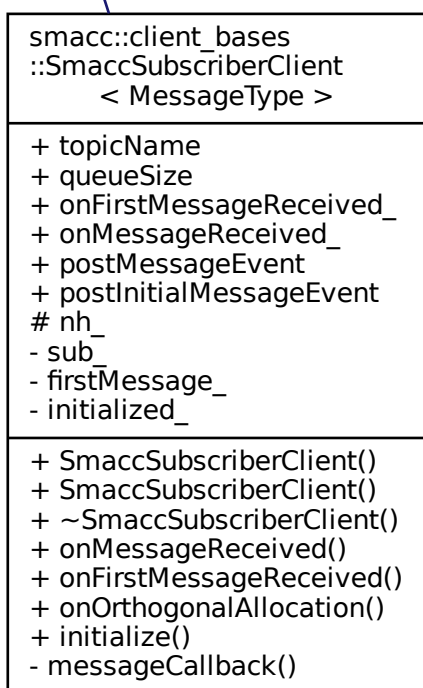 smacc::client_bases
::SmaccSubscriberClient
< MessageType >
+ topicName
+ queueSize
+ onFirstMessageReceived_
+ onMessageReceived_
+ postMessageEvent
+ postInitialMessageEvent
# nh_
- sub_
- firstMessage_
- initialized_
+ SmaccSubscriberClient()
+ SmaccSubscriberClient()
+ ~SmaccSubscriberClient()
+ onMessageReceived()
+ onFirstMessageReceived()
+ onOrthogonalAllocation()
+ initialize()
- messageCallback()